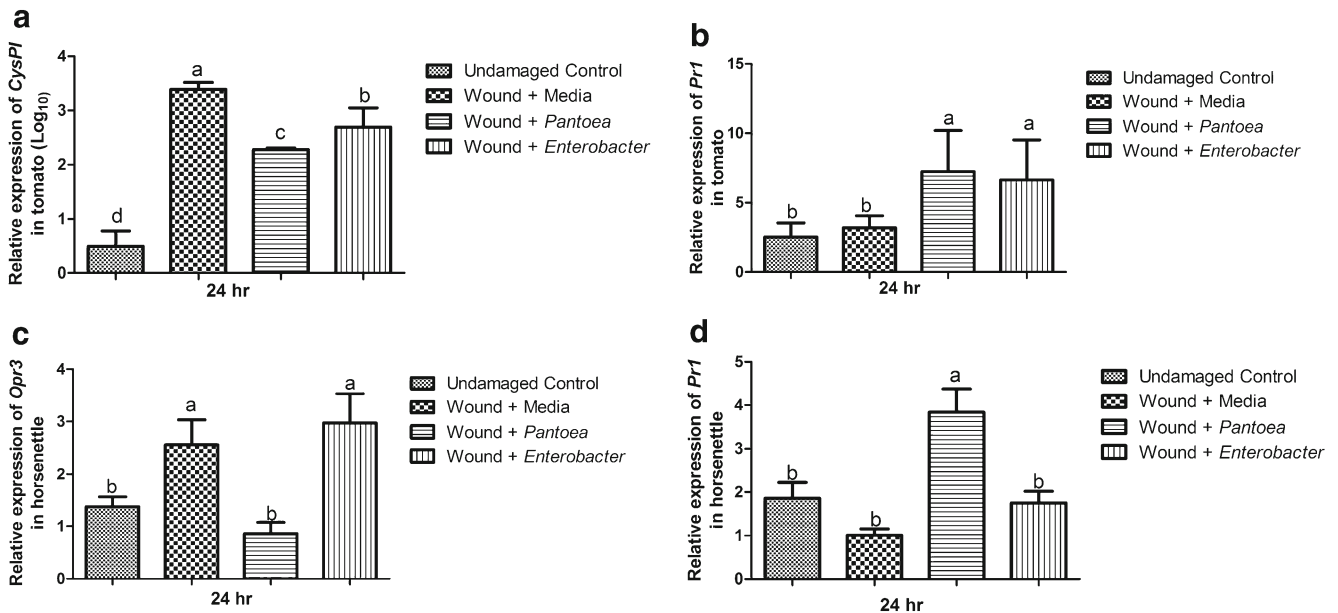 a
Relative expression of CysPI
in tomato (Log10)
4
3
2
1
0
d
a
c
b
24 hr
Undamaged Control
Wound + Media
Wound + Pantoea
Wound + Enterobacter
b
Relative expression of Pr1
in tomato
15
10
5
0
b
b
a
a
24 hr
Undamaged Control
Wound + Media
Wound + Pantoea
Wound + Enterobacter
c
Relative expression of Opr3
in horsenettle
4
3
2
1
0
b
a
b
a
24 hr
Undamaged Control
Wound + Media
Wound + Pantoea
Wound + Enterobacter
d
Relative expression of Pr1
in horsenettle
5
4
3
2
1
0
b
b
a
b
24 hr
Undamaged Control
Wound + Media
Wound + Pantoea
Wound + Enterobacter